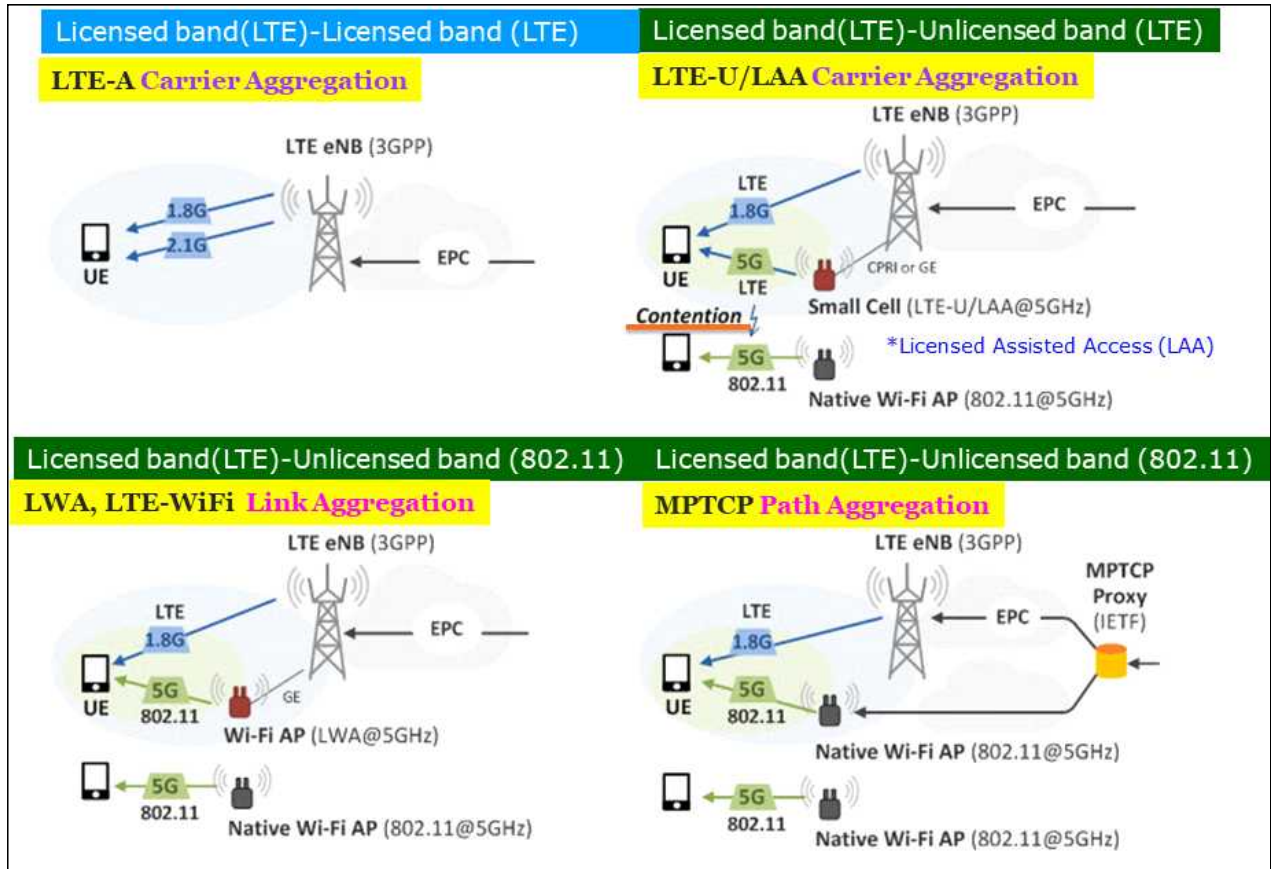 Licensed band(LTE)-Licensed band (LTE)
LTE-A Carrier Aggregation
LTE eNB (3GPP)
1.8G
2.1G
UE
EPC
Licensed band(LTE)-Unlicensed band (LTE)
LTE-U/LAA Carrier Aggregation
LTE eNB (3GPP)
LTE
1.8G
EPC
UE
5G
LTE
CPRI or GE
Small Cell (LTE-U/LAA@5GHz)
Contention
*Licensed Assisted Access (LAA)
5G
802.11
Native Wi-Fi AP (802.11@5GHz)
Licensed band(LTE)-Unlicensed band (802.11)
LWA, LTE-WiFi Link Aggregation
LTE eNB (3GPP)
LTE
1.8G
EPC
UE
5G
802.11
GE
Wi-Fi AP (LWA@5GHz)
5G
802.11
Native Wi-Fi AP (802.11@5GHz)
Licensed band(LTE)-Unlicensed band (802.11)
MPTCP Path Aggregation
LTE eNB (3GPP)
MPTCP
Proxy
(IETF)
LTE
1.8G
EPC
UE
5G
802.11
Native Wi-Fi AP (802.11@5GHz)
5G
802.11
Native Wi-Fi AP (802.11@5GHz)